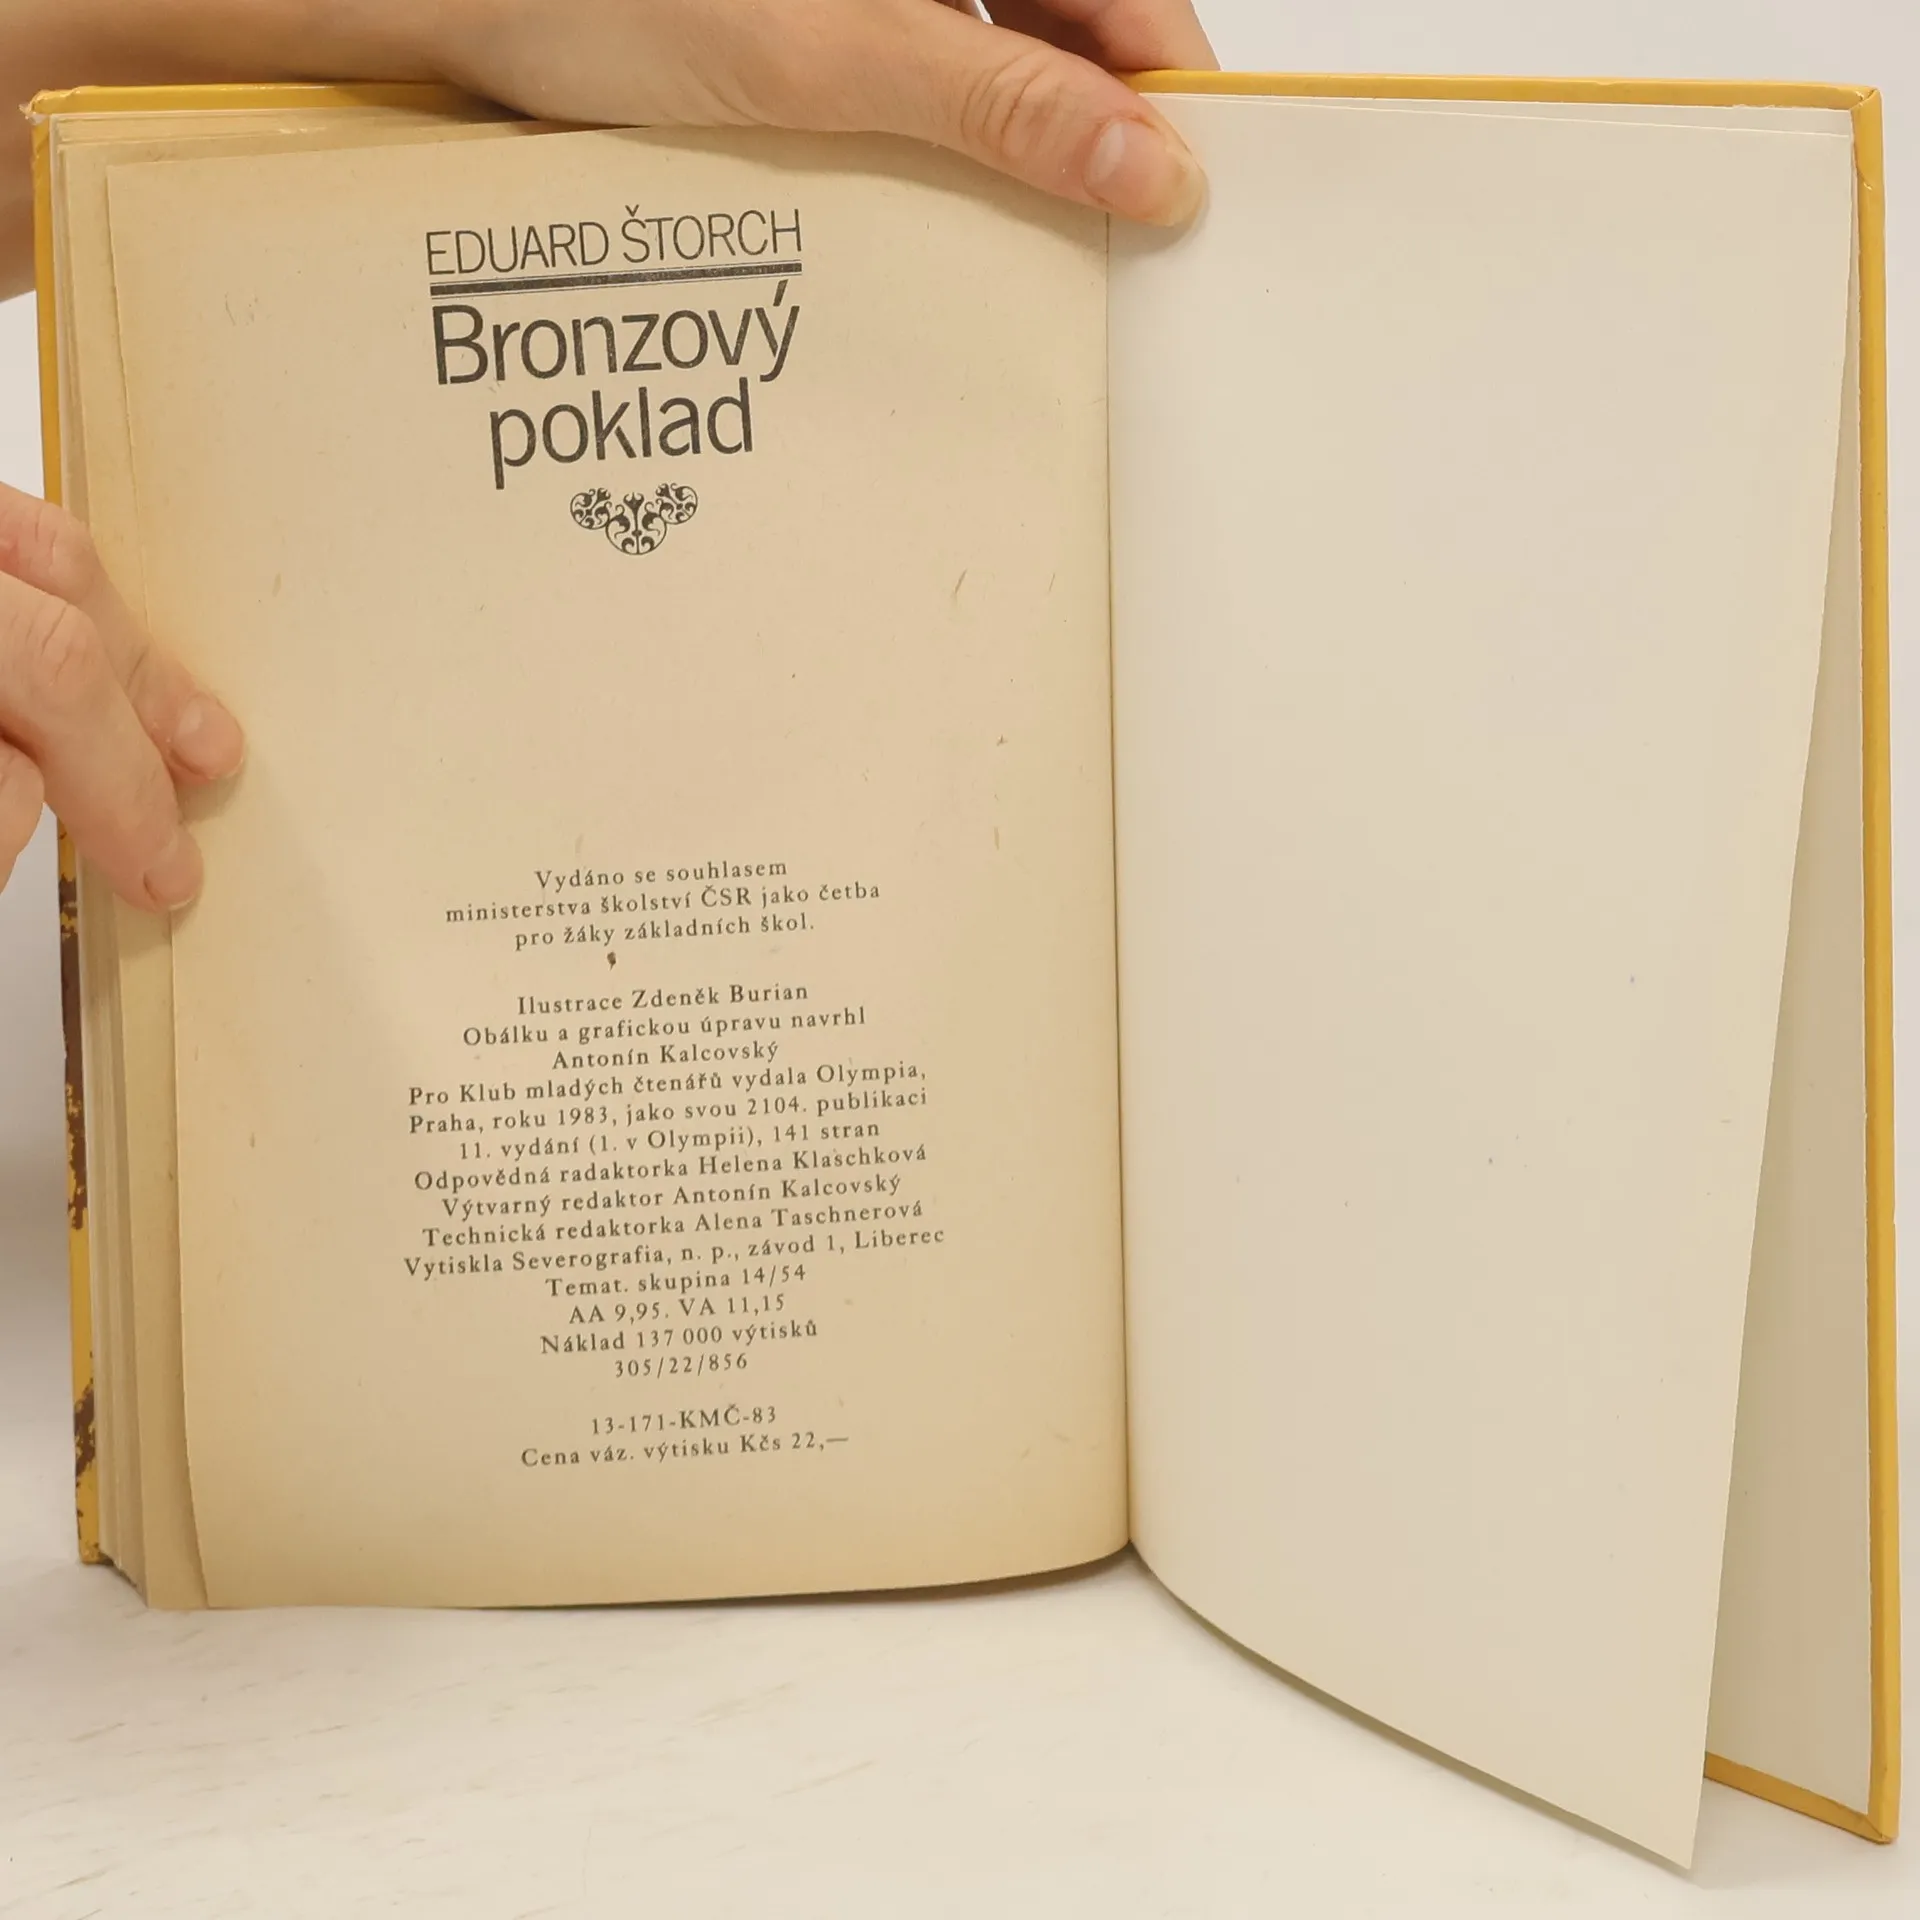 EDUARD ŠTORCH
Bronzový
poklad
Vydáno se souhlasem
ministerstva školství ČSR jako četba
pro žáky základních škol.
Ilustrace Zdeněk Burian
Obálku a grafickou úpravu navrhl
Antonín Kalcovský
Pro Klub mladých čtenářů vydala Olympia,
Praha, roku 1983, jako svou 2104. publikaci
11. vydání (1. v Olympii), 141 stran
Odpovědná radaktorka Helena Klaschková
Výtvarný redaktor Antonín Kalcovský
Technická redaktorka Alena Taschnerová
Vytiskla Severografia, n. p., závod 1, Liberec
Temat. skupina 14/54
AA 9,95. VA 11,15
Náklad 137 000 výtisků
305/22/856
13-171-KMČ-83
Cena váz. výtisku Kčs 22,—